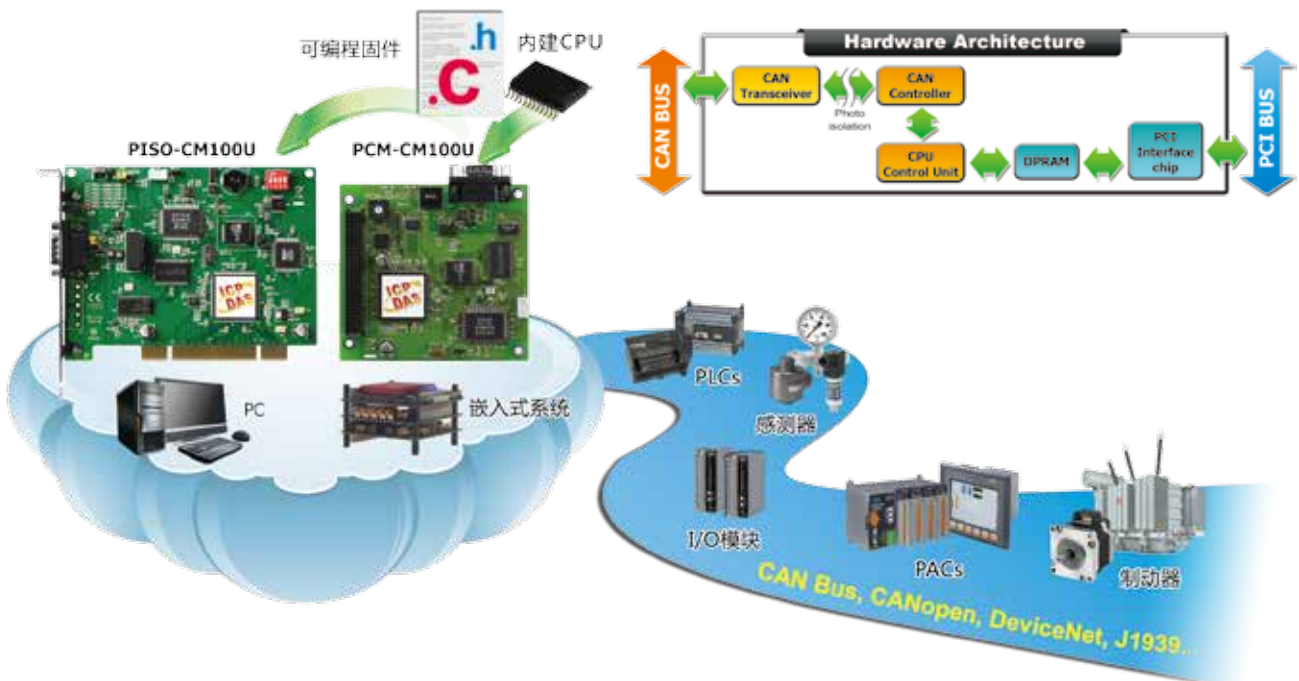 可编程固件
.h
.C
内建CPU
PISO-CM100U
PCM-CM100U
ICP
DAS
ICP
DAS
PC
嵌入式系统
Hardware Architecture
CAN BUS
CAN
Transceiver
Photo
isolation
CAN
Controller
CPU
Control Unit
DPRAM
PCI
Interface
chip
PCI BUS
PLCs
感测器
I/O模块
PACs
制动器
CAN Bus, CANopen, DeviceNet, J1939...